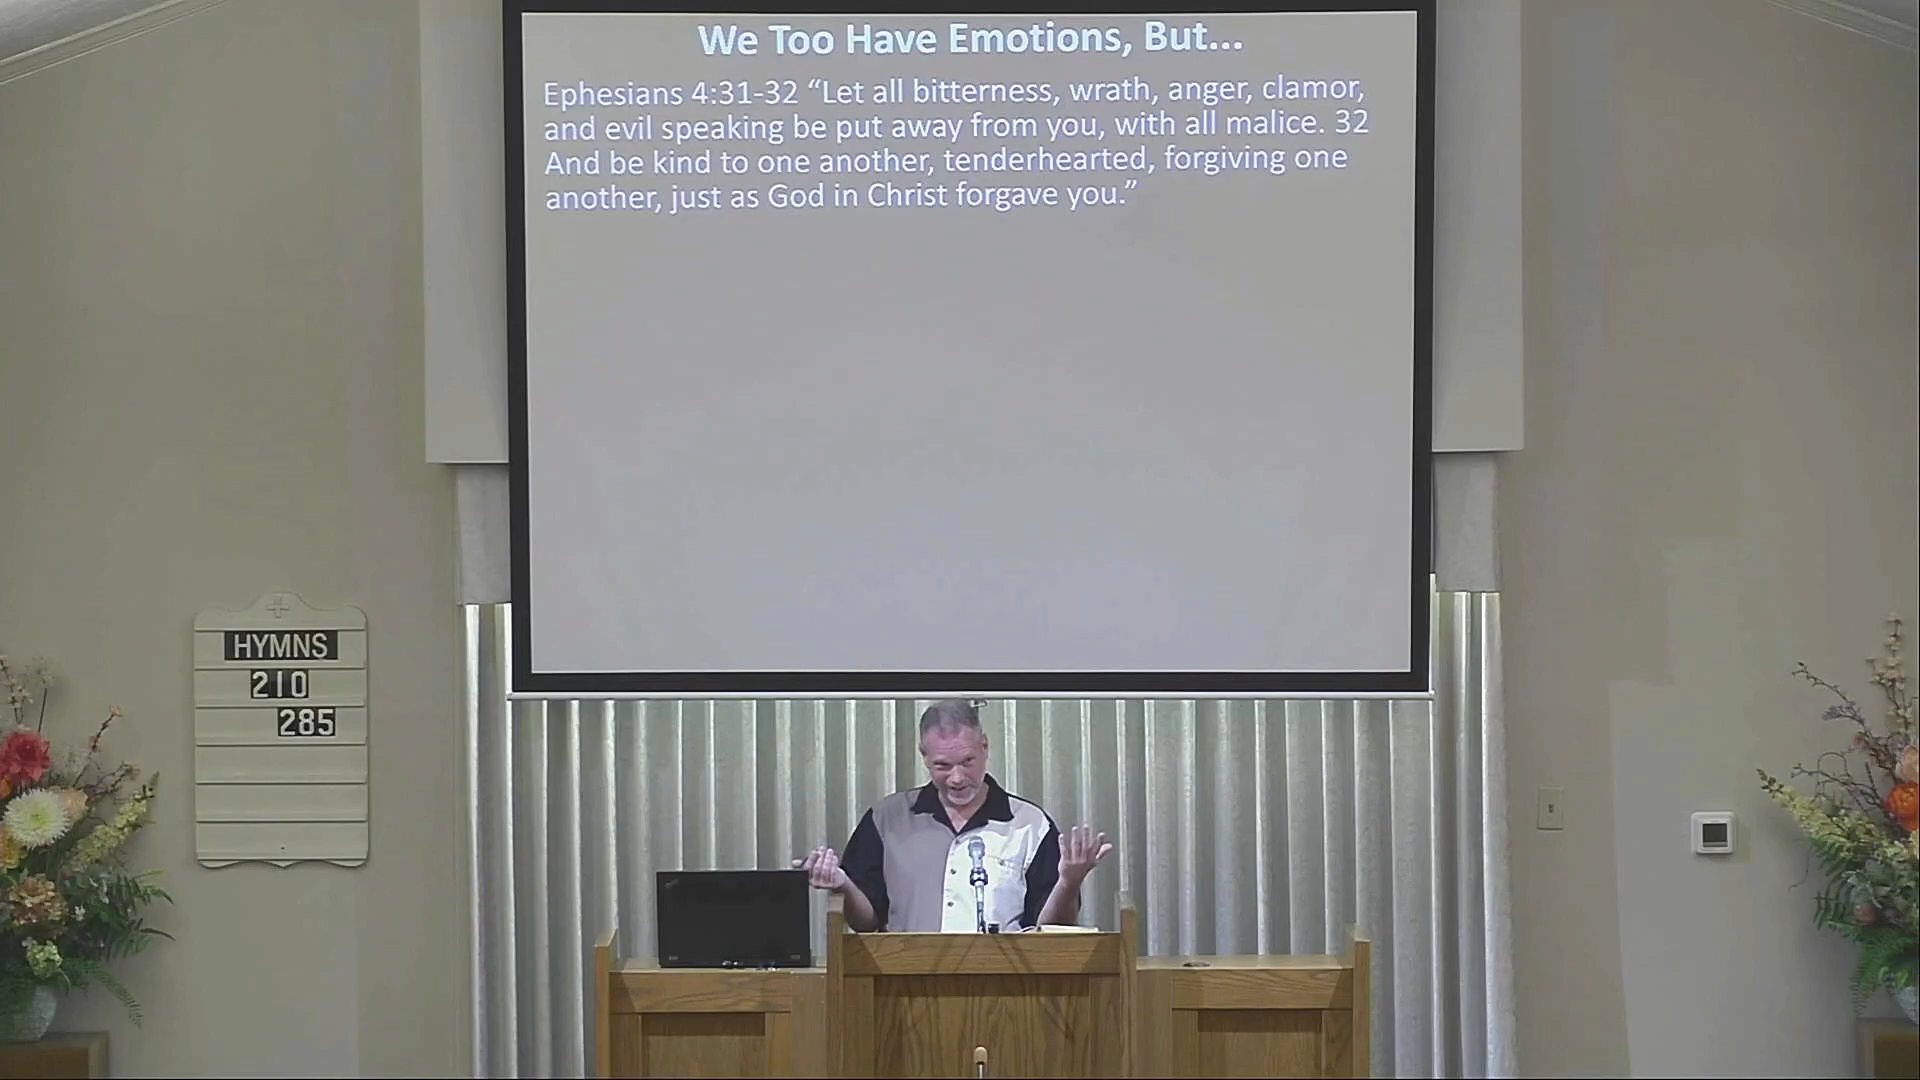 We Too Have Emotions, But...
Ephesians 4:31-32 “Let all bitterness, wrath, anger, clamor,
and evil speaking be put away from you, with all malice. 32
And be kind to one another, tenderhearted, forgiving one
another, just as God in Christ forgave you.”
HYMNS
210
285